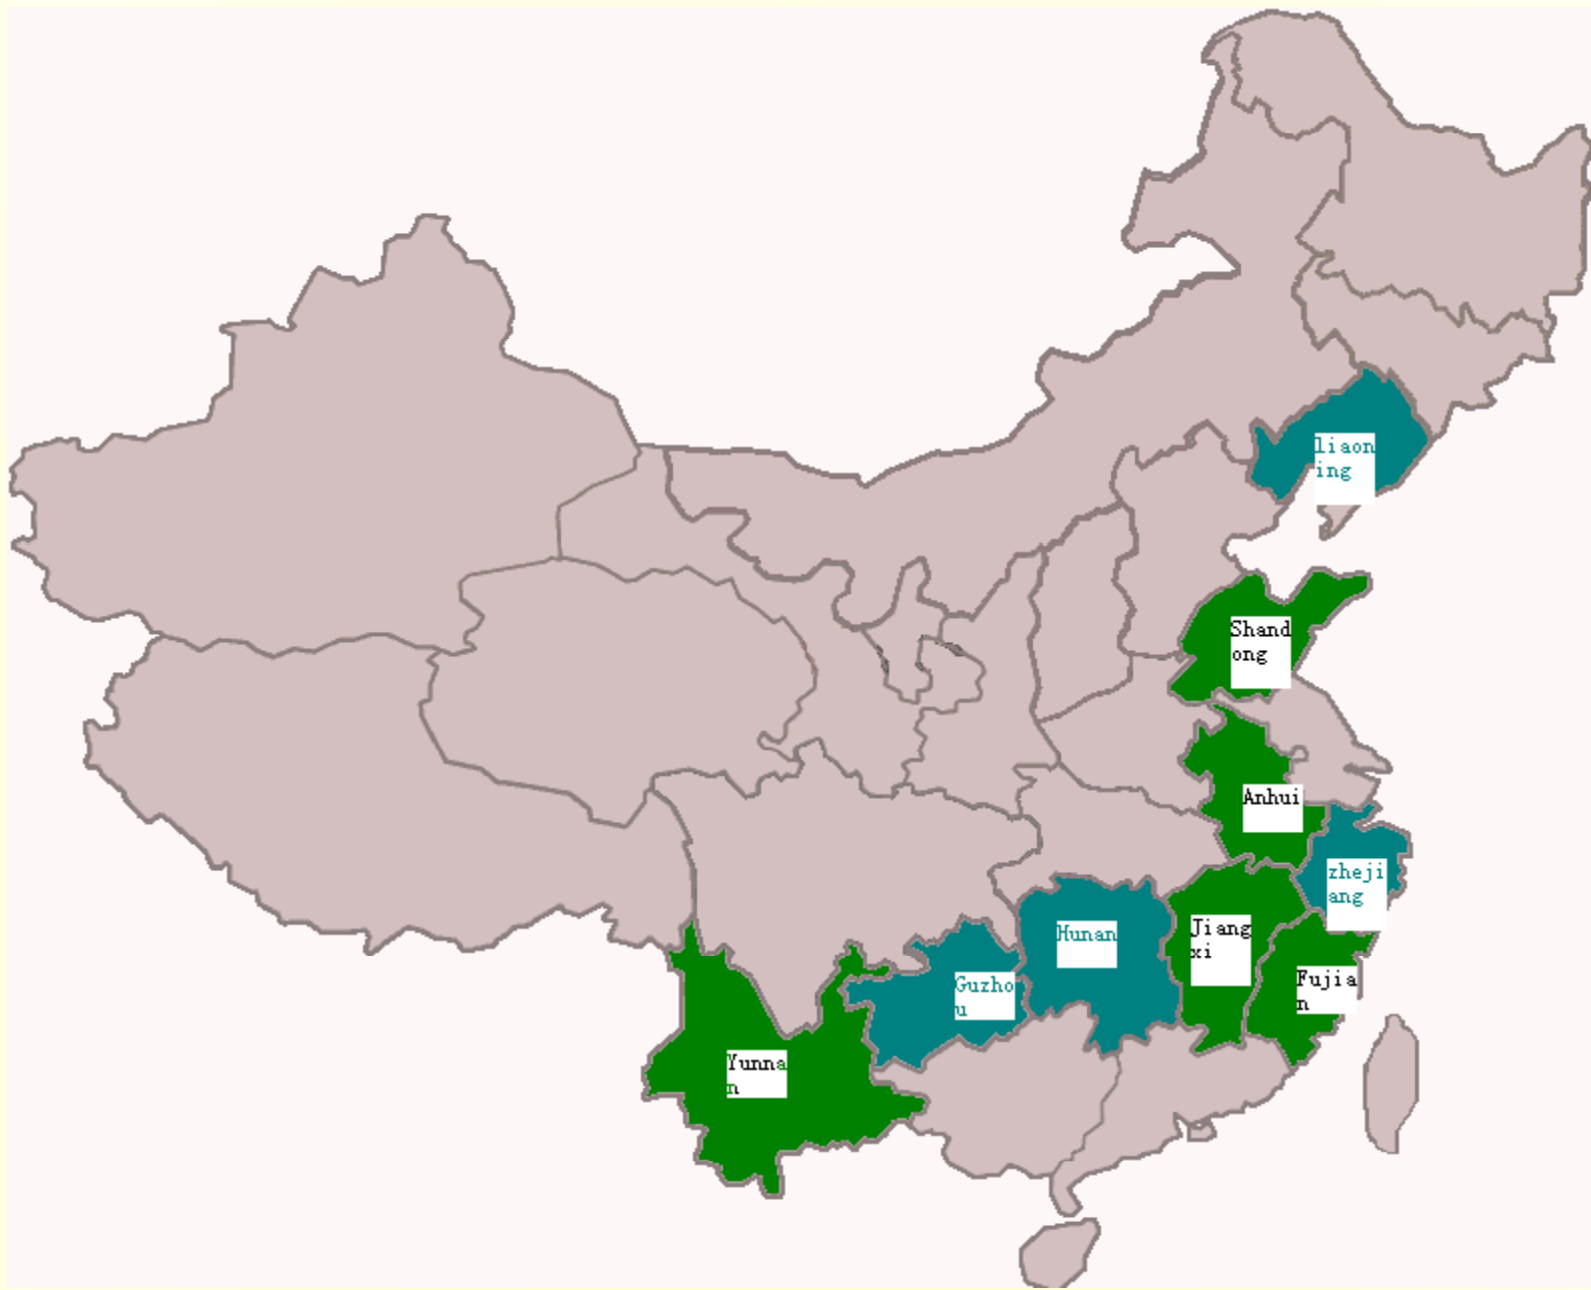 liaon
ing
Shand
ong
Anhui
zheji
ang
Jiang
xi
Hunan
Fujia
n
Guzho
u
Yunna
n